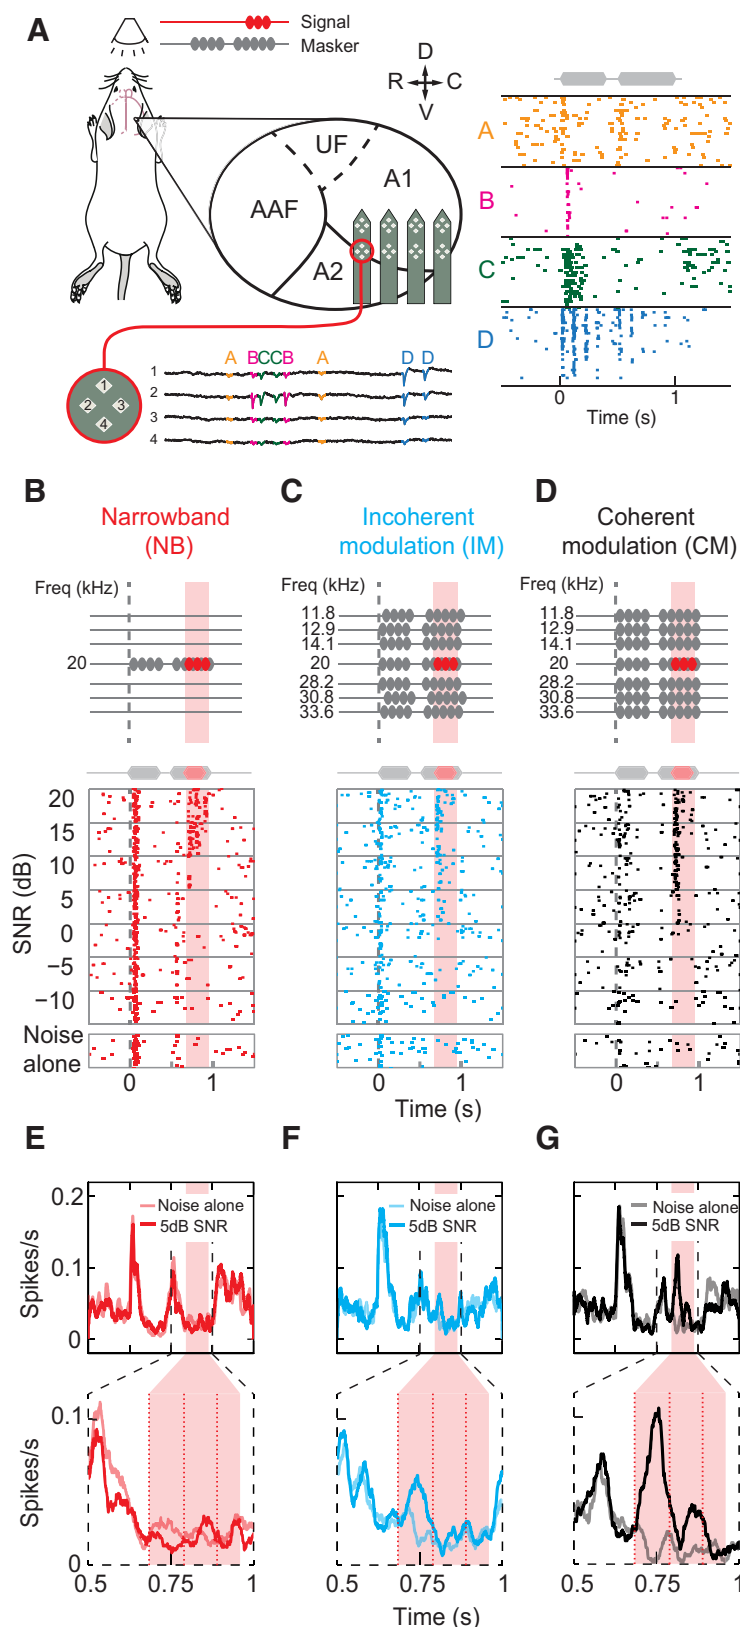 A
Signal
Masker
D
R C
V
UF
A1
AAF
A2
A
B
C
D
0 1
Time (s)
A B C C B A D D
1
2
3
4
1
2 3
4
B
Narrowband
(NB)
Freq (kHz)
20
C
Incoherent
modulation (IM)
Freq (kHz)
11.8
12.9
14.1
20
28.2
30.8
33.6
D
Coherent
modulation (CM)
Freq (kHz)
11.8
12.9
14.1
20
28.2
30.8
33.6
SNR (dB)
20
15
10
5
0
−5
−10
Noise
alone
0 1
0 1
0 1
Time (s)
E
Spikes/s
0.2
0.1
0
Noise alone
5dB SNR
F
Noise alone
5dB SNR
G
Noise alone
5dB SNR
Spikes/s
0.1
0
0.5 0.75 1
0.5 0.75 1
0.5 0.75 1
Time (s)